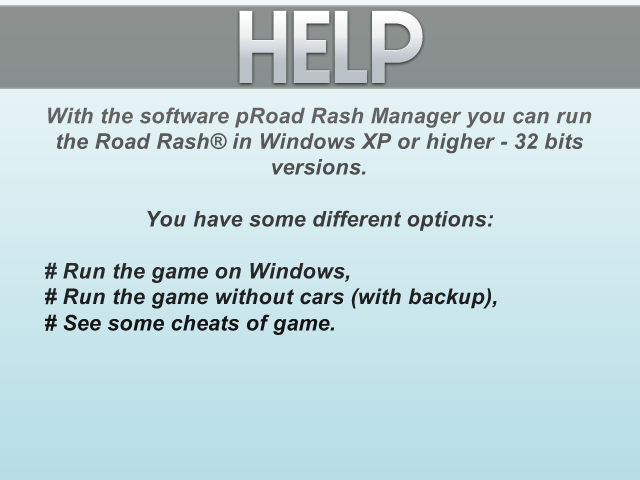 HELP
With the software pRoad Rash Manager you can run
the Road Rash® in Windows XP or higher - 32 bits
versions.
You have some different options:
# Run the game on Windows,
# Run the game without cars (with backup),
# See some cheats of game.